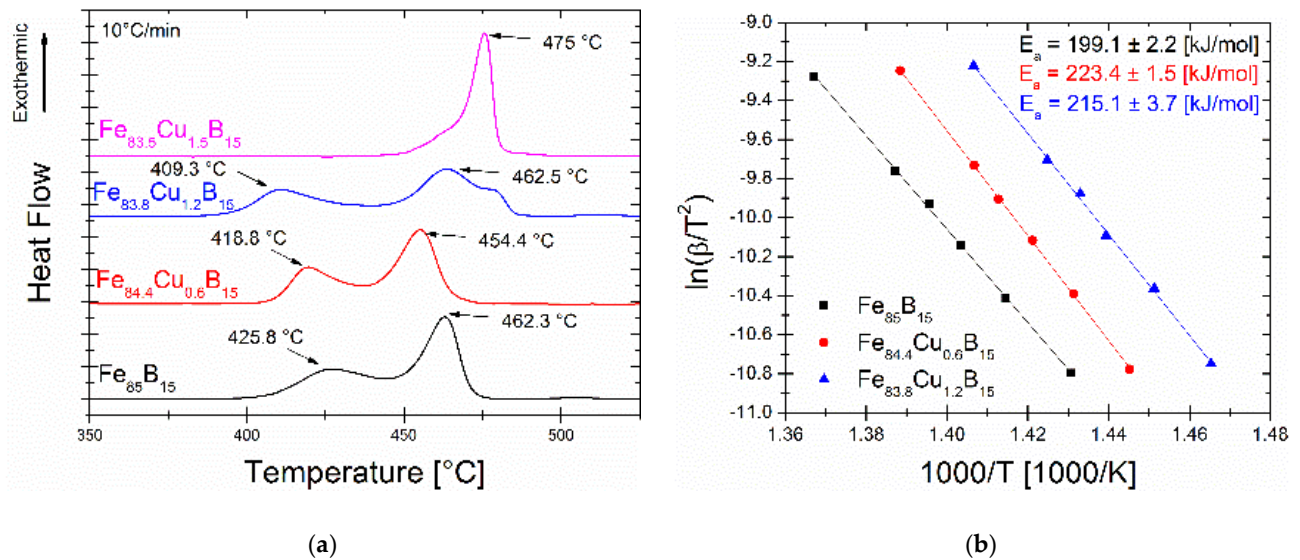 10°C/min
Exothermic
Heat Flow
475 °C
Fe83.5Cu1.5B15
409.3 °C
462.5 °C
Fe83.8Cu1.2B15
418.8 °C
454.4 °C
Fe84.4Cu0.6B15
425.8 °C
462.3 °C
Fe85B15
350 400 450 500
Temperature [°C]
(a)
-9.0
-9.2
-9.4
-9.6
-9.8
-10.0
-10.2
-10.4
-10.6
-10.8
-11.0
ln(β/T²)
Ea = 199.1 ± 2.2 [kJ/mol]
Ea = 223.4 ± 1.5 [kJ/mol]
Ea = 215.1 ± 3.7 [kJ/mol]
Fe85B15
Fe84.4Cu0.6B15
Fe83.8Cu1.2B15
1.36 1.38 1.40 1.42 1.44 1.46 1.48
1000/T [1000/K]
(b)